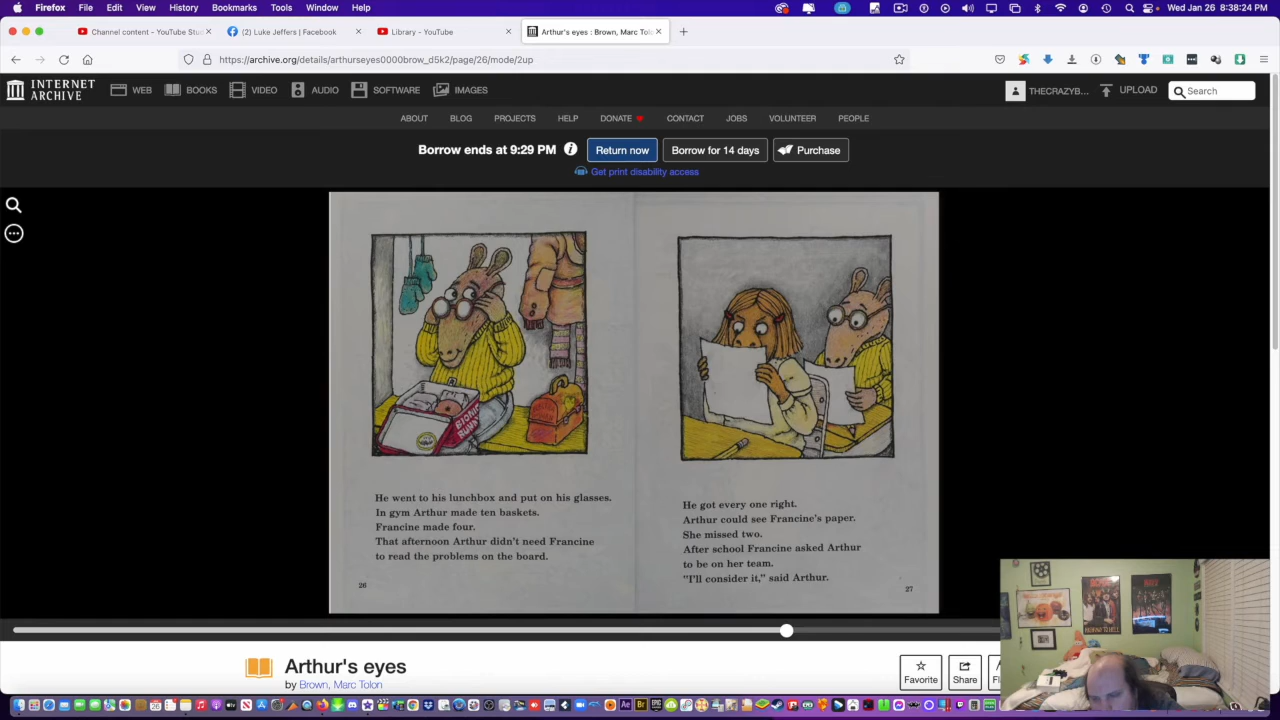 Firefox File Edit View History Bookmarks Tools Window Help
Wed Jan 26 8:38:24 PM
Channel content - YouTube Stu
(2) Luke Jeffers | Facebook
Library - YouTube
Arthur's eyes : Brown, Marc Tolo
https://archive.org/details/arthurseyes0000brow_d3f2/page/26/mode/2up
INTERNET
ARCHIVE
WEB BOOKS VIDEO AUDIO SOFTWARE IMAGES
THECRAZYB... UPLOAD Search
ABOUT BLOG PROJECTS HELP DONATE CONTACT JOBS VOLUNTEER PEOPLE
Borrow ends at 9:29 PM Return now Borrow for 14 days Purchase
Get print disability access
BIONIC
BUNNY
He went to his lunchbox and put on his glasses.
In gym Arthur made ten baskets.
Francine made four.
That afternoon Arthur didn't need Francine
to read the problems on the board.
26
He got every one right.
Arthur could see Francine's paper.
She missed two.
After school Francine asked Arthur
to be on her team.
"I'll consider it," said Arthur.
27
Arthur's eyes
by Brown, Marc Tolon
Favorite
Share